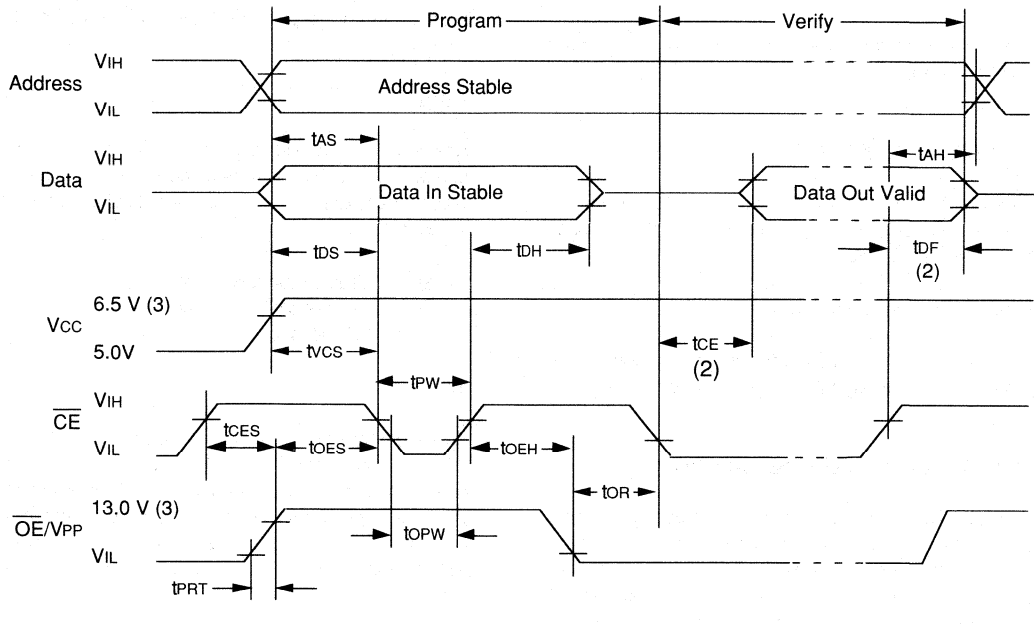 Program Verify
Address VIH
VIL
Address Stable
tAS
tAH
Data VIH
VIL
Data In Stable
Data Out Valid
tDS
tDH
tDF
(2)
VCC 6.5 V (3)
5.0V
tVCS
tCE
(2)
tPW
CE VIH
VIL
tCES
tOES
tOEH
tOR
OE/VPP 13.0 V (3)
VIL
tOPW
tPRT